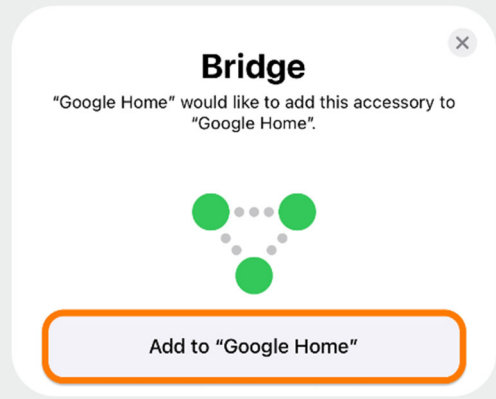 Bridge
“Google Home” would like to add this accessory to
“Google Home”.
Add to “Google Home”